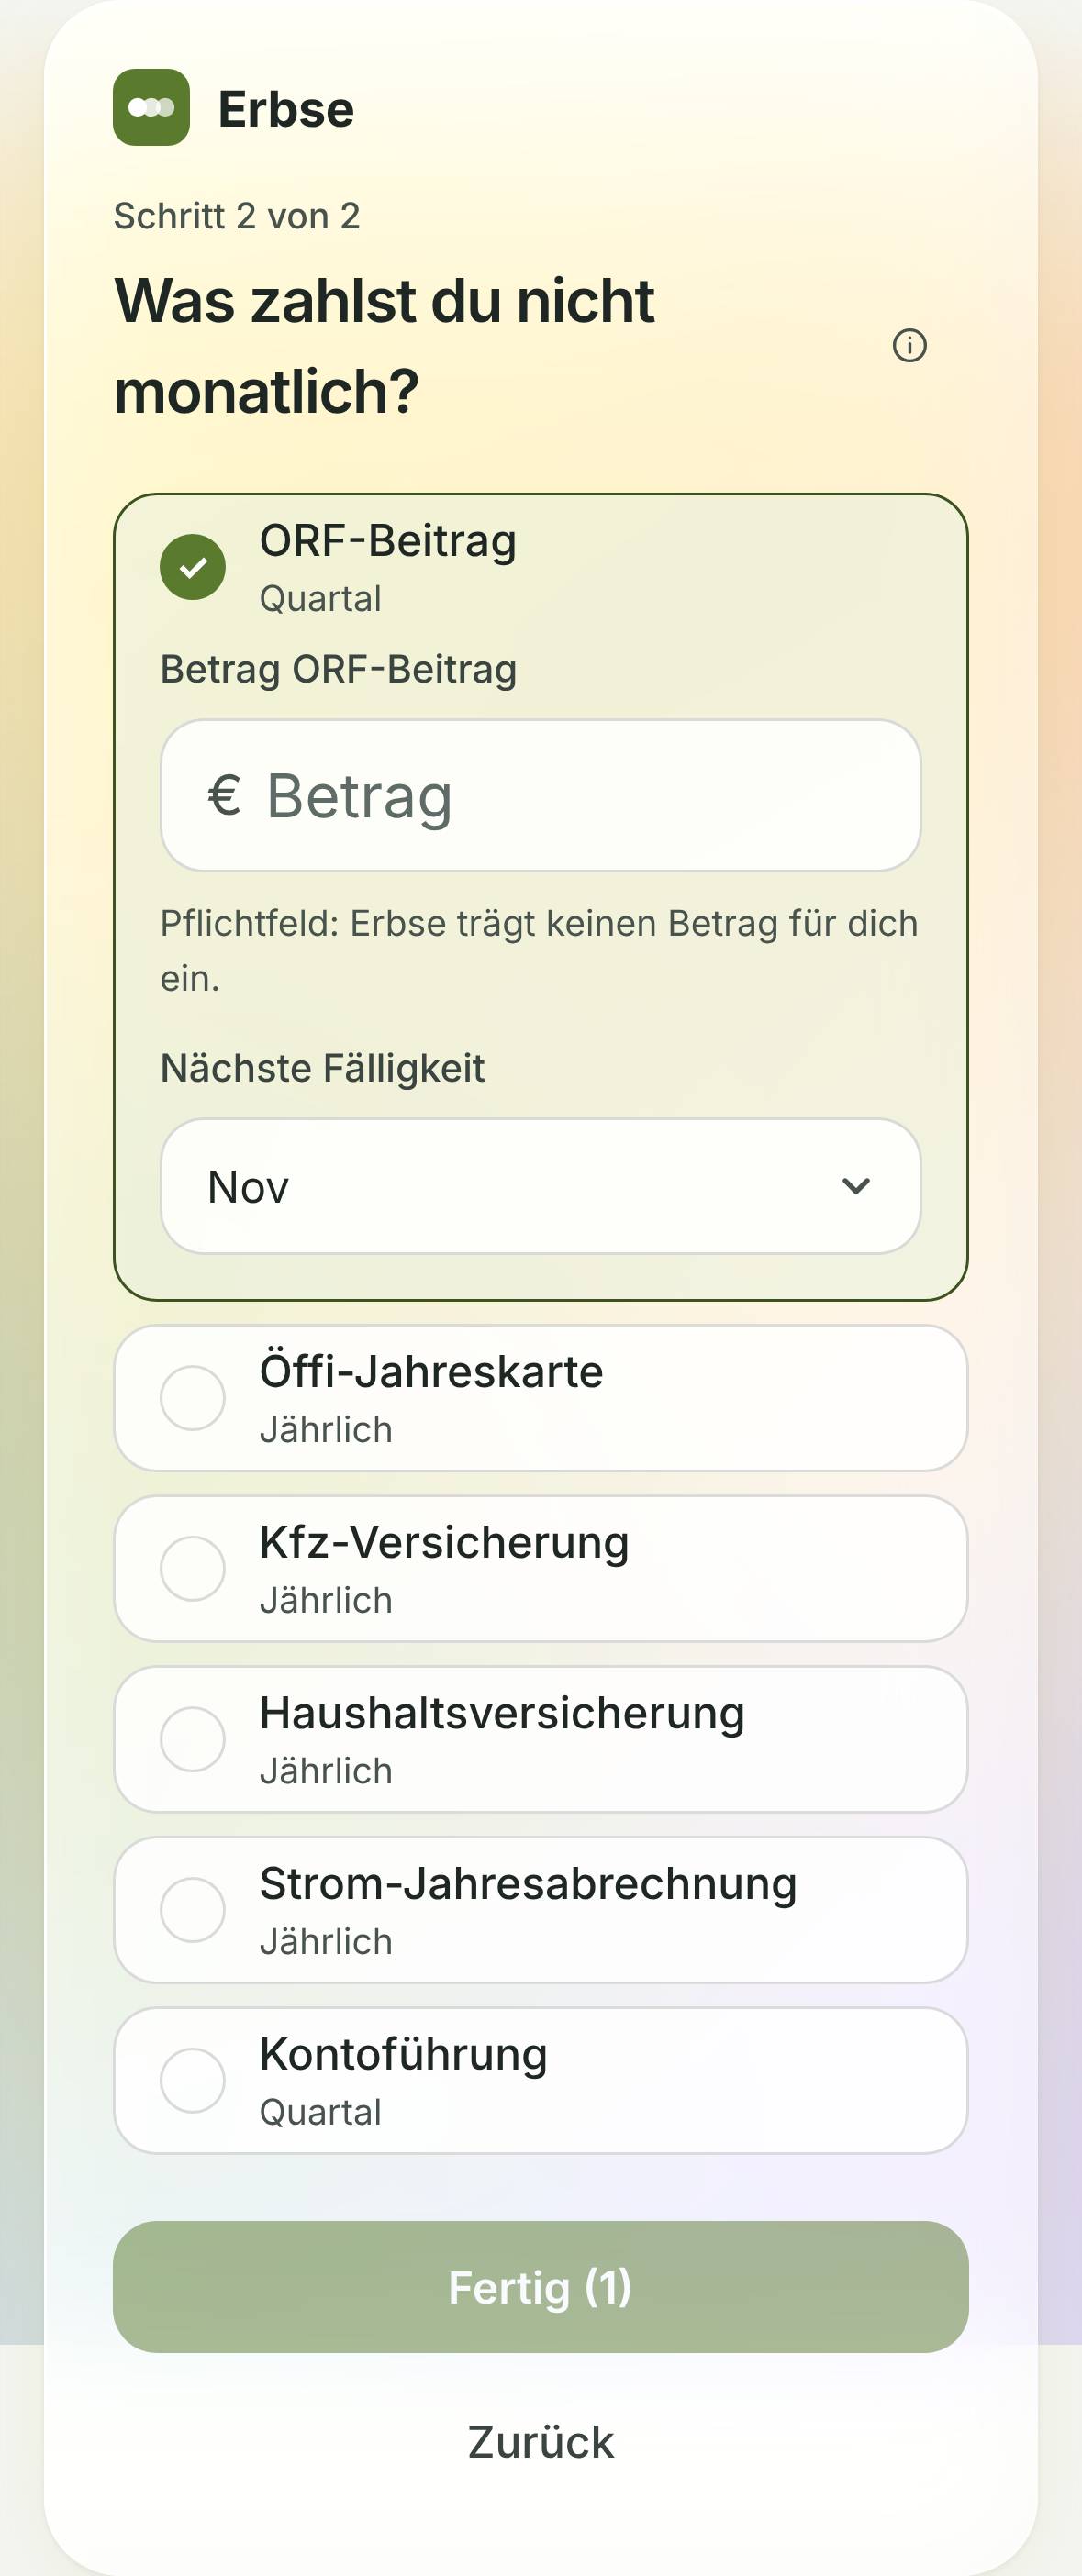 Erbse
Schritt 2 von 2
Was zahlst du nicht
monatlich?
ORF-Beitrag
Quartal
Betrag ORF-Beitrag
€ Betrag
Pflichtfeld: Erbse trägt keinen Betrag für dich
ein.
Nächste Fälligkeit
Nov
Öffi-Jahreskarte
Jährlich
Kfz-Versicherung
Jährlich
Haushaltsversicherung
Jährlich
Strom-Jahresabrechnung
Jährlich
Kontoführung
Quartal
Fertig (1)
Zurück